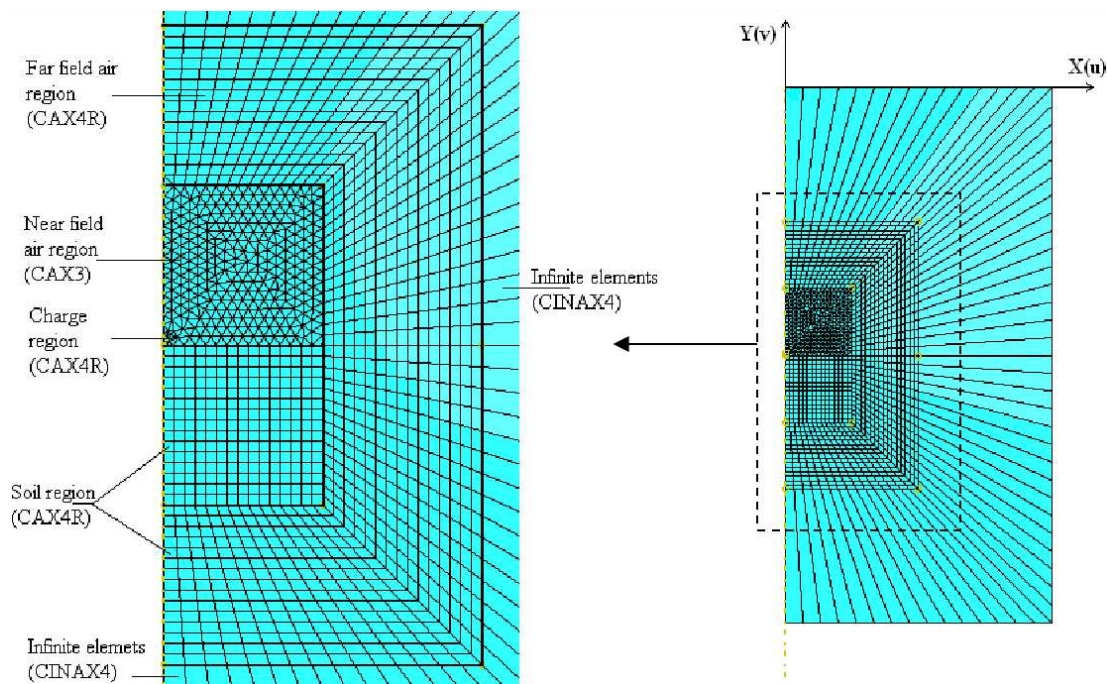 Far field air
region
(CAX4R)
Near field
air region
(CAX3)
Charge
region
(CAX4R)
Soil region
(CAX4R)
Infinite elemets
(CINAX4)
Infinite elements
(CINAX4)
Y(v)
X(u)